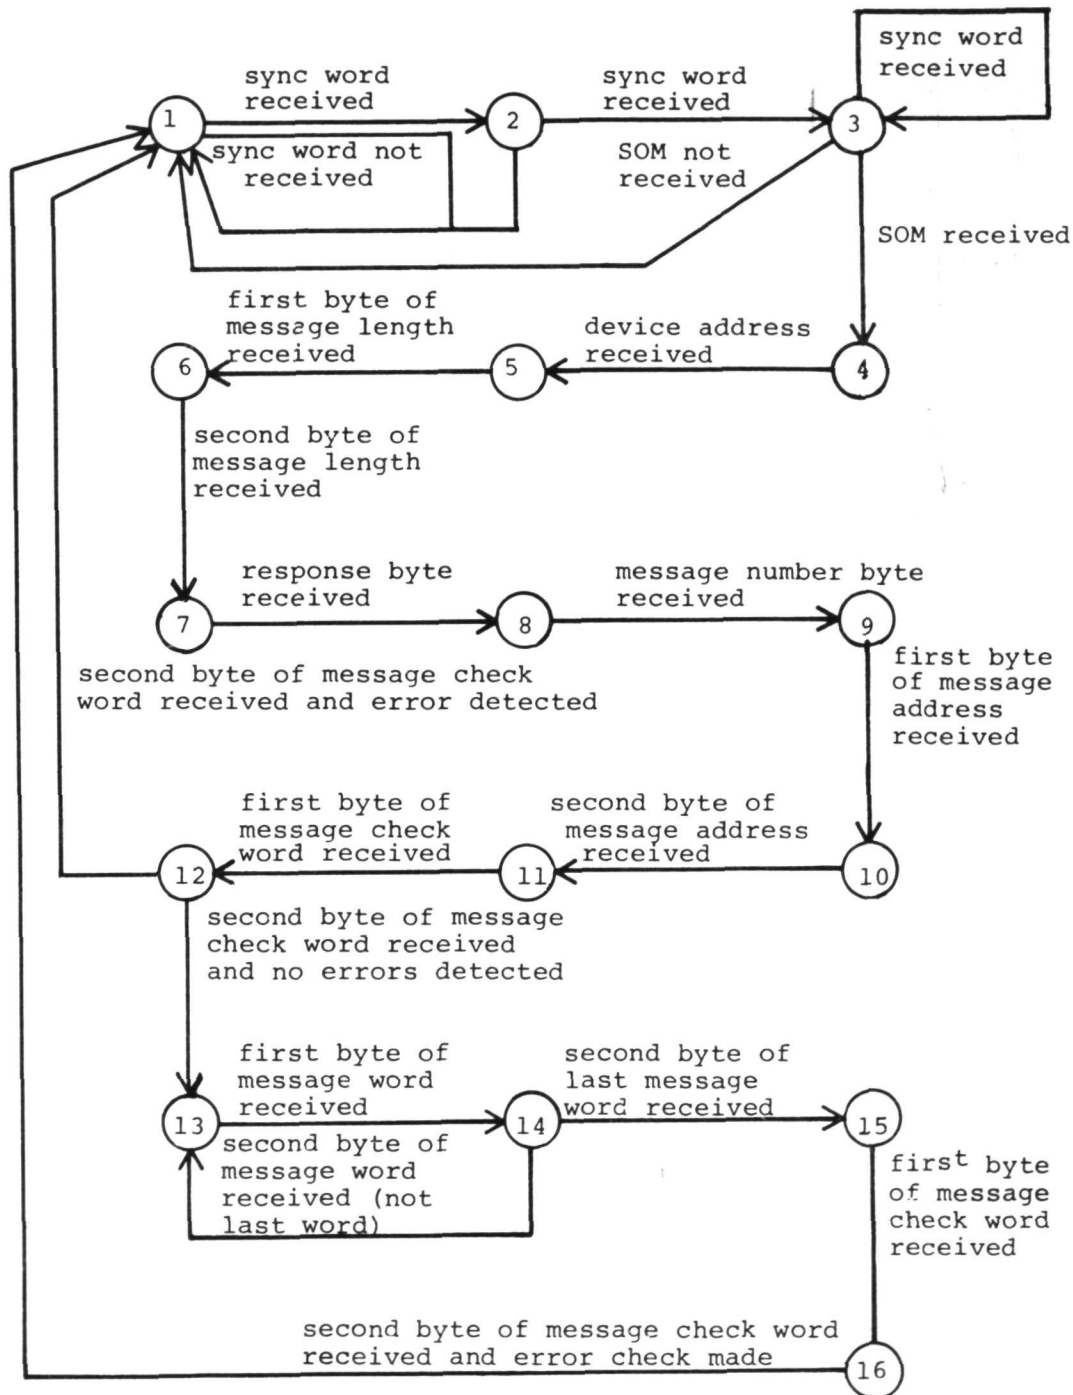 sync word
received
sync word
received
sync word
received
1
2
3
sync word not
received
SOM not
received
SOM received
first byte of
message length
received
device address
received
6
5
4
second byte of
message length
received
response byte
received
message number byte
received
7
8
9
second byte of message check
word received and error detected
first byte
of message
address
received
first byte of
message check
word received
second byte of
message address
received
12
11
10
second byte of message
check word received
and no errors detected
first byte of
message word
received
second byte of
last message
word received
13
14
15
second byte of
message word
received (not
last word)
first byte
of message
check word
received
second byte of message check word
received and error check made
16